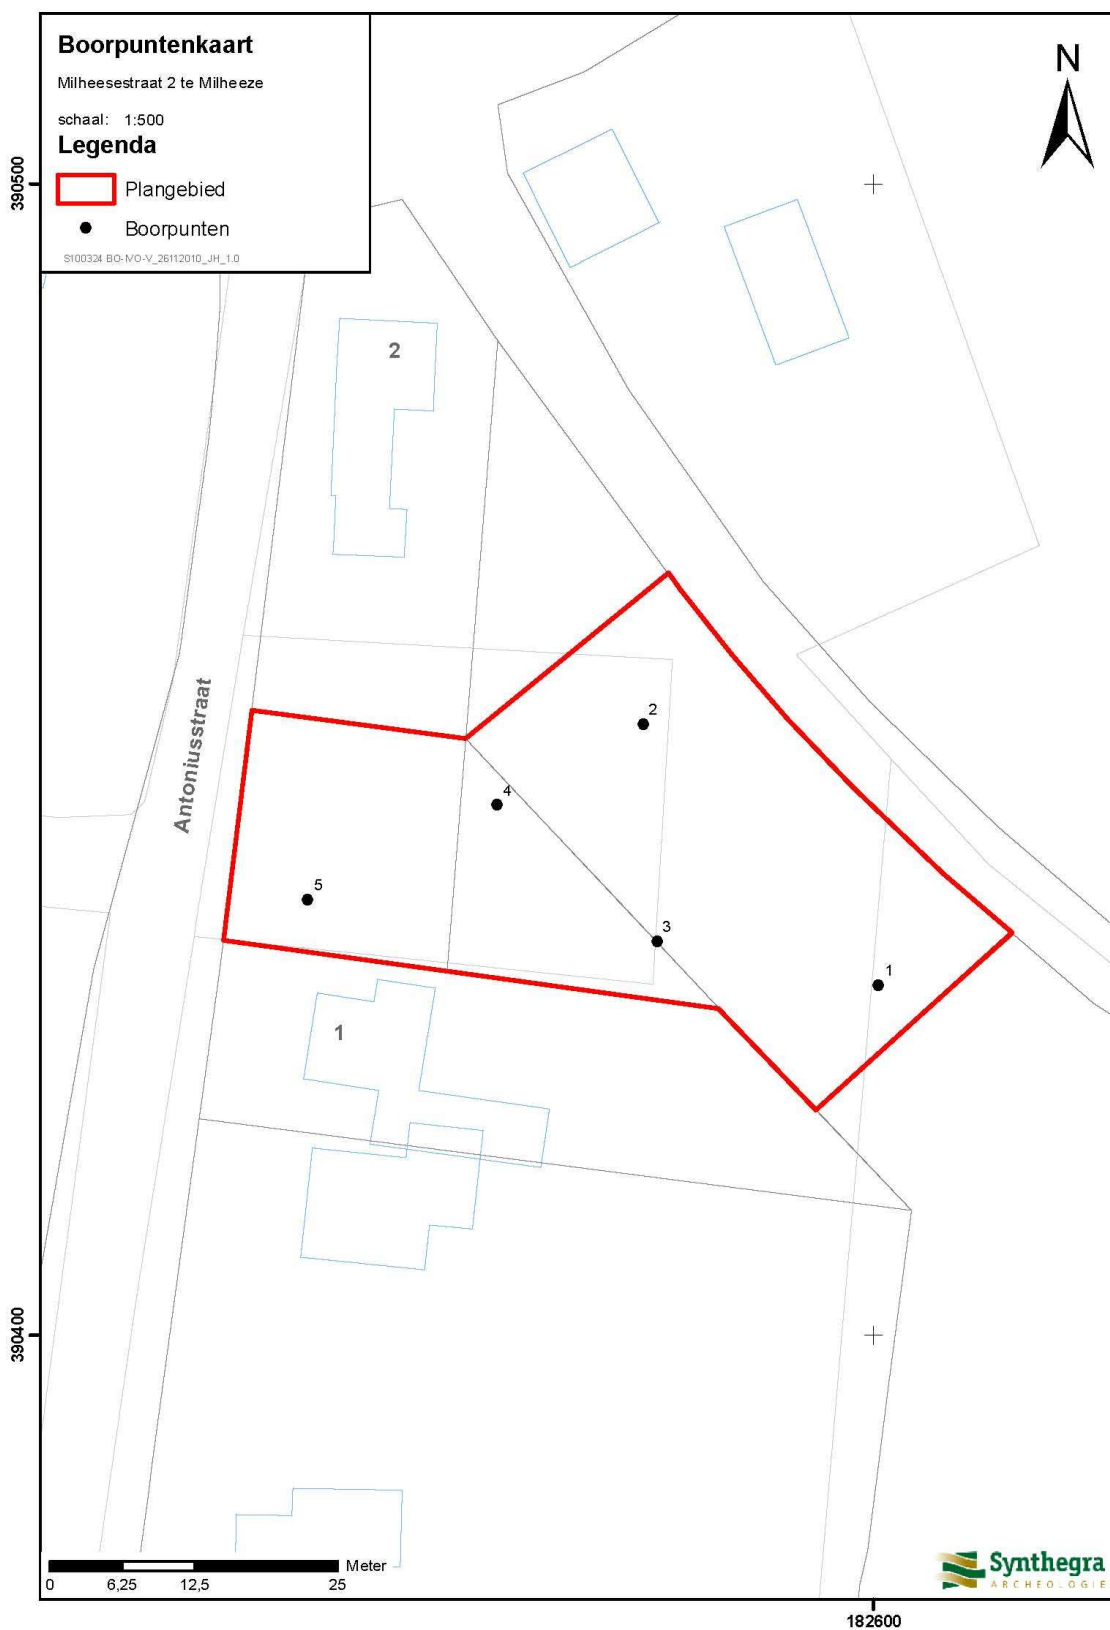 Boorpuntenkaart
Milheesestraat 2 te Milheeze
schaal: 1:500
Legenda
Plangebied
Boorpunten
S100324 BO-IVO-V_26112010_JH_1.0
N
390500
2
Antoniusstraat
2
4
5
3
1
1
390400
Meter
0 6,25 12,5 25
Synthegra
ARCHEOLOGIE
182600